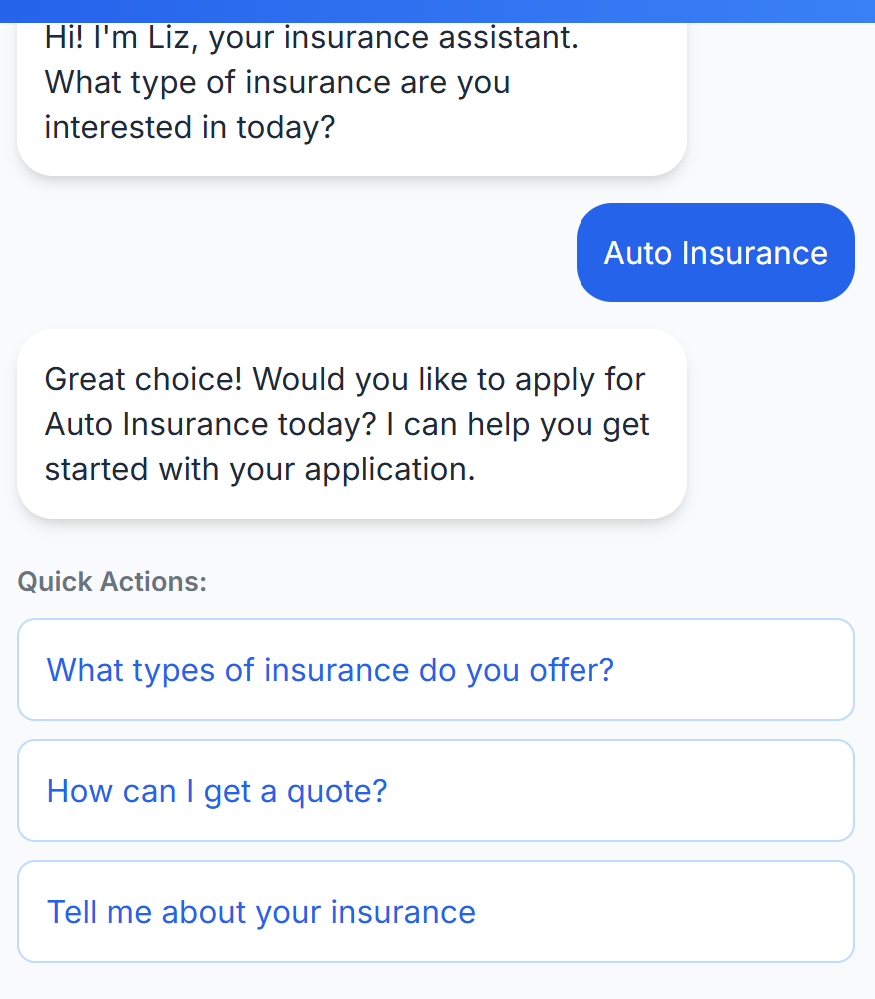 Hi! I'm Liz, your insurance assistant.
What type of insurance are you
interested in today?
Auto Insurance
Great choice! Would you like to apply for
Auto Insurance today? I can help you get
started with your application.
Quick Actions:
What types of insurance do you offer?
How can I get a quote?
Tell me about your insurance